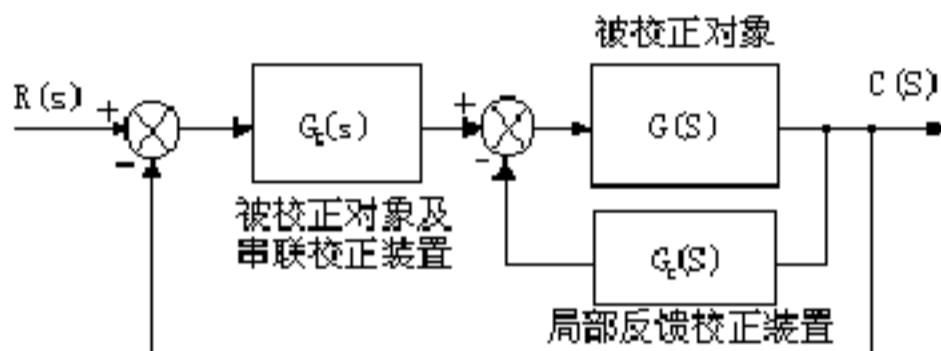 被校正对象
R(s)
+
-
G_c(s)
+
-
G(S)
C(S)
被校正对象及
串联校正装置
G_c(S)
局部反馈校正装置